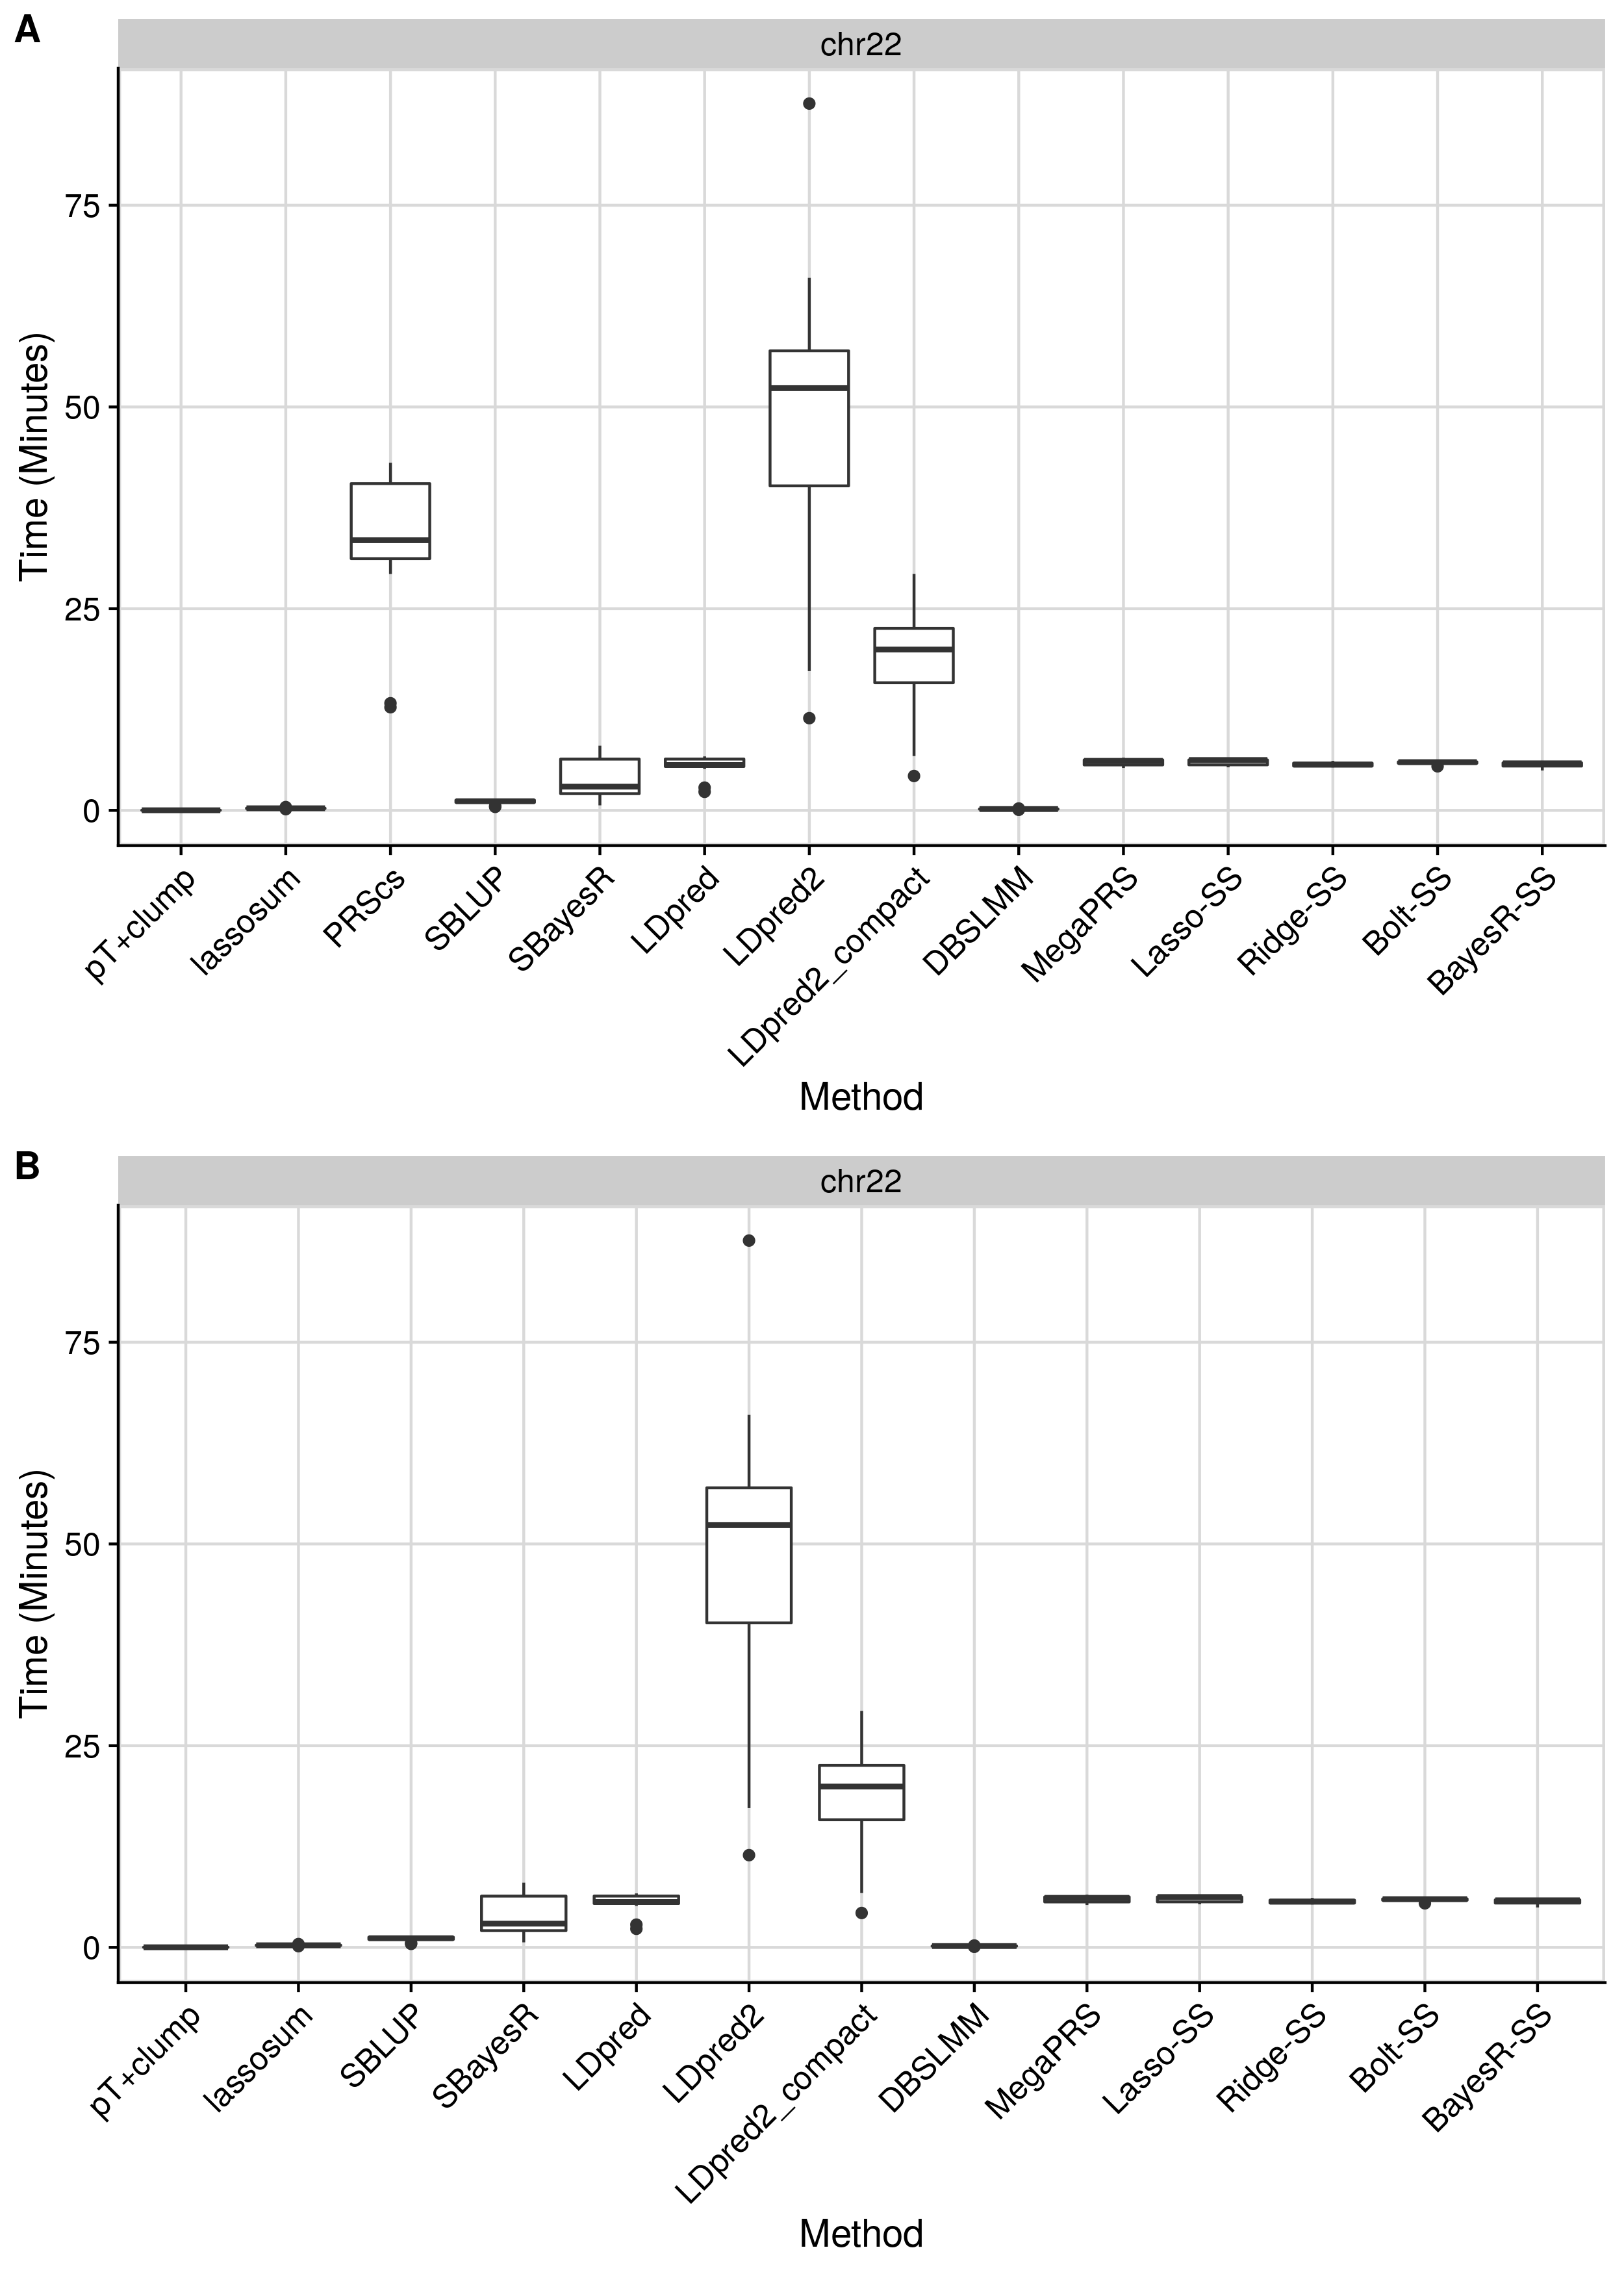 A
chr22
Time (Minutes)
75
50
25
0
pT+clump
lassosum
PRScs
SBLUP
SBayesR
LDpred
LDpred2
LDpred2_compact
DBSLMM
MegaPRS
Lasso-SS
Ridge-SS
Bolt-SS
BayesR-SS
Method
B
chr22
Time (Minutes)
75
50
25
0
pT+clump
lassosum
SBLUP
SBayesR
LDpred
LDpred2
LDpred2_compact
DBSLMM
MegaPRS
Lasso-SS
Ridge-SS
Bolt-SS
BayesR-SS
Method